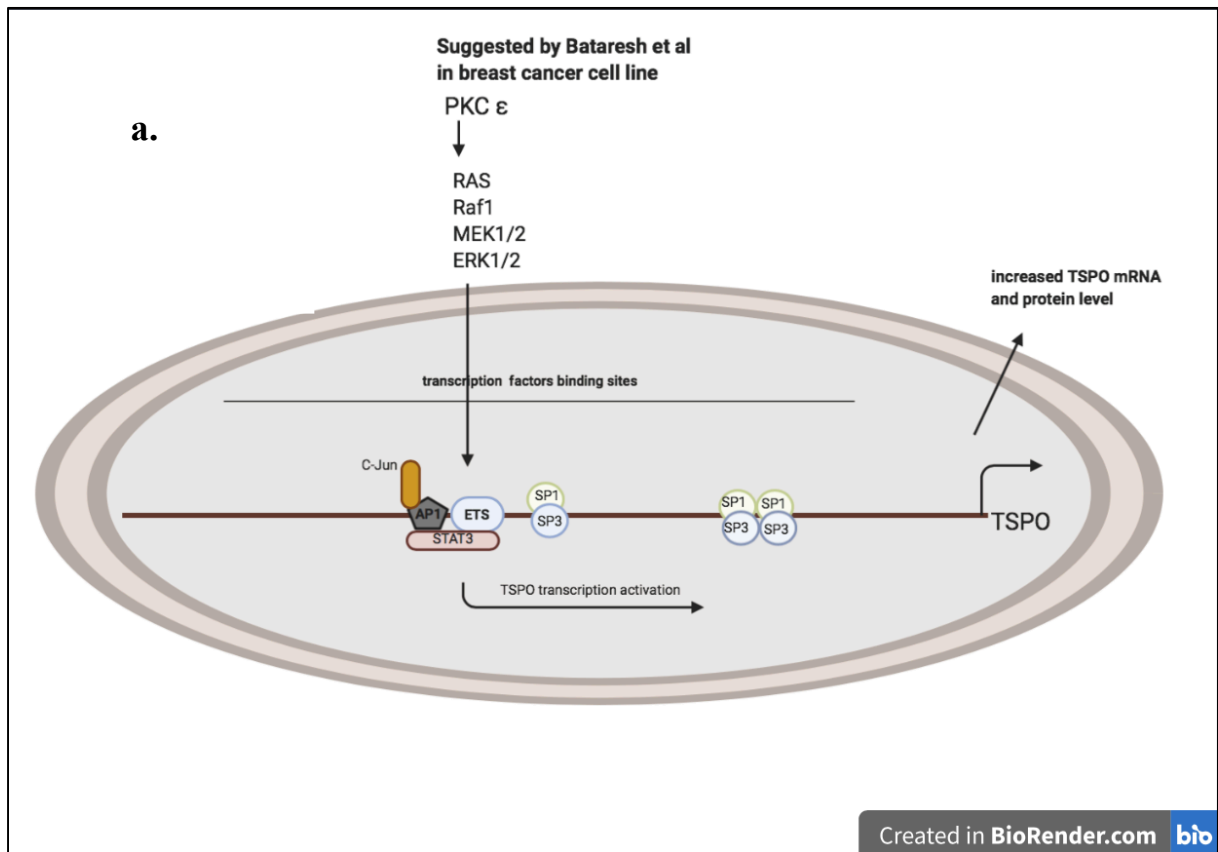 Suggested by Bataresh et al
in breast cancer cell line
PKC ε
a.
RAS
Raf1
MEK1/2
ERK1/2
increased TSPO mRNA
and protein level
transcription factors binding sites
C-Jun
AP1
ETS
STAT3
SP1
SP3
SP1
SP1
SP3
SP3
TSPO
TSPO transcription activation
Created in BioRender.com bio